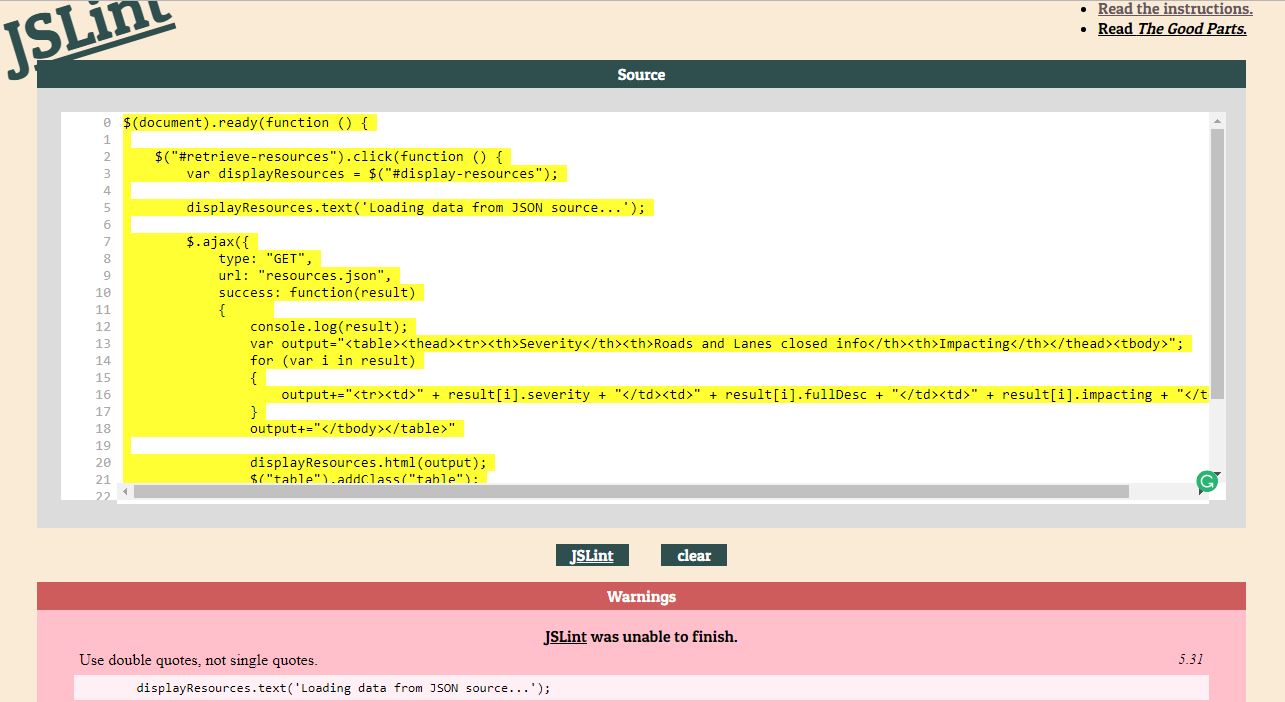 JSLint
Read the instructions.
Read The Good Parts.
Source
0 $(document).ready(function () {
1
2     $("#retrieve-resources").click(function () {
3         var displayResources = $("#display-resources");
4
5         displayResources.text('Loading data from JSON source...');
6
7         $.ajax({
8             type: "GET",
9             url: "resources.json",
10             success: function(result)
11             {
12                 console.log(result);
13                 var output="<table><thead><tr><th>Severity</th><th>Roads and Lanes closed info</th><th>Impacting</th></thead><tbody>";
14                 for (var i in result)
15                 {
16                     output+="<tr><td>" + result[i].severity + "</td><td>" + result[i].fullDesc + "</td><td>" + result[i].impacting + "</t
17                 }
18                 output+="</tbody></table>"
19
20                 displayResources.html(output);
21                 $("table").addClass("table");
22
G
JSLint clear
Warnings
JSLint was unable to finish.
Use double quotes, not single quotes. 5.31
displayResources.text('Loading data from JSON source...');